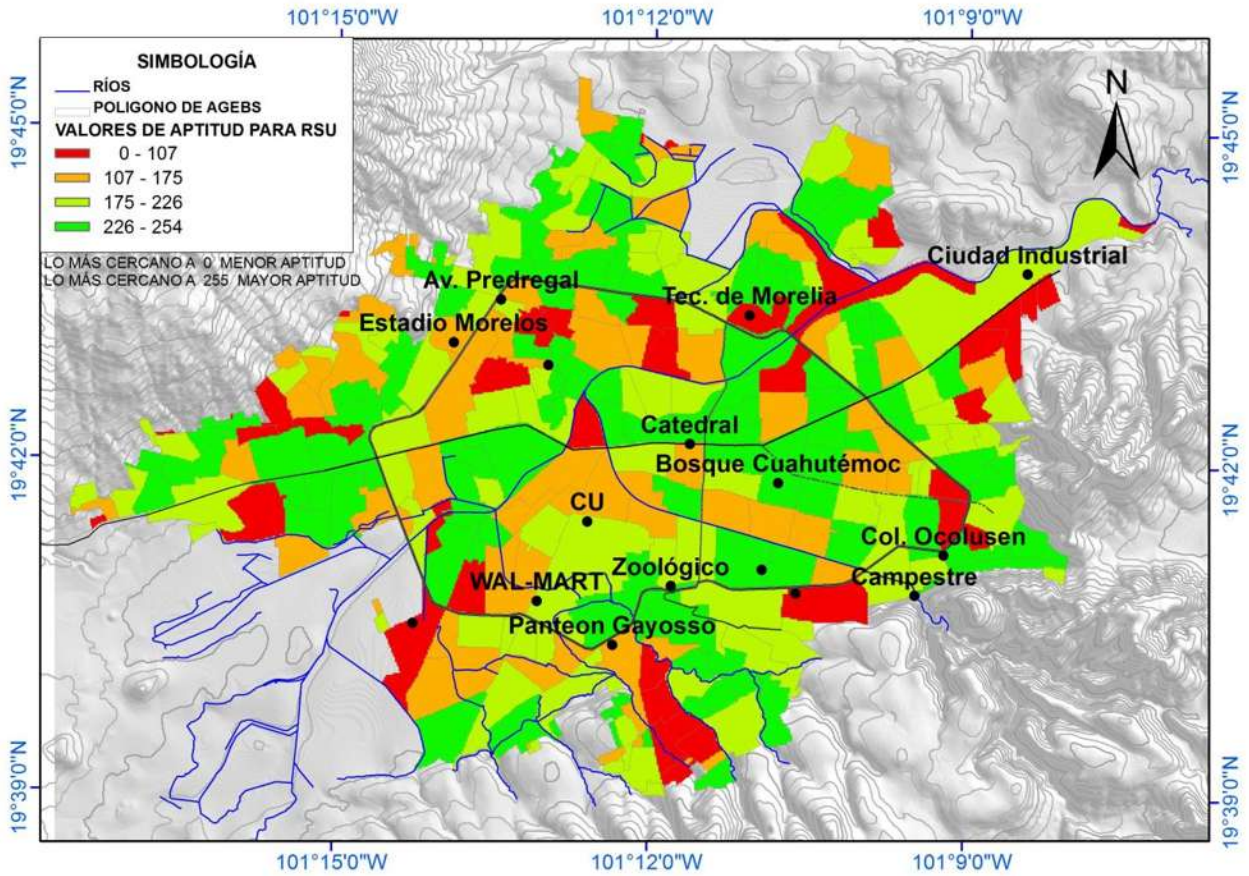 101°15'0"W
101°12'0"W
101°9'0"W
SIMBOLOGÍA
RÍOS
POLIGONO DE AGEBS
VALORES DE APTITUD PARA RSU
0 - 107
107 - 175
175 - 226
226 - 254
LO MÁS CERCANO A 0 MENOR APTITUD
LO MÁS CERCANO A 255 MAYOR APTITUD
N
19°45'0"N
19°45'0"N
Ciudad Industrial
Av. Predregal
Tec. de Morelia
Estadio Morelos
Catedral
19°42'0"N
19°42'0"N
Bosque Cuahutémoc
CU
Col. Ocolusen
Zoológico
WAL-MART
Campestre
Panteon Gayosso
19°39'0"N
19°39'0"N
101°15'0"W
101°12'0"W
101°9'0"W